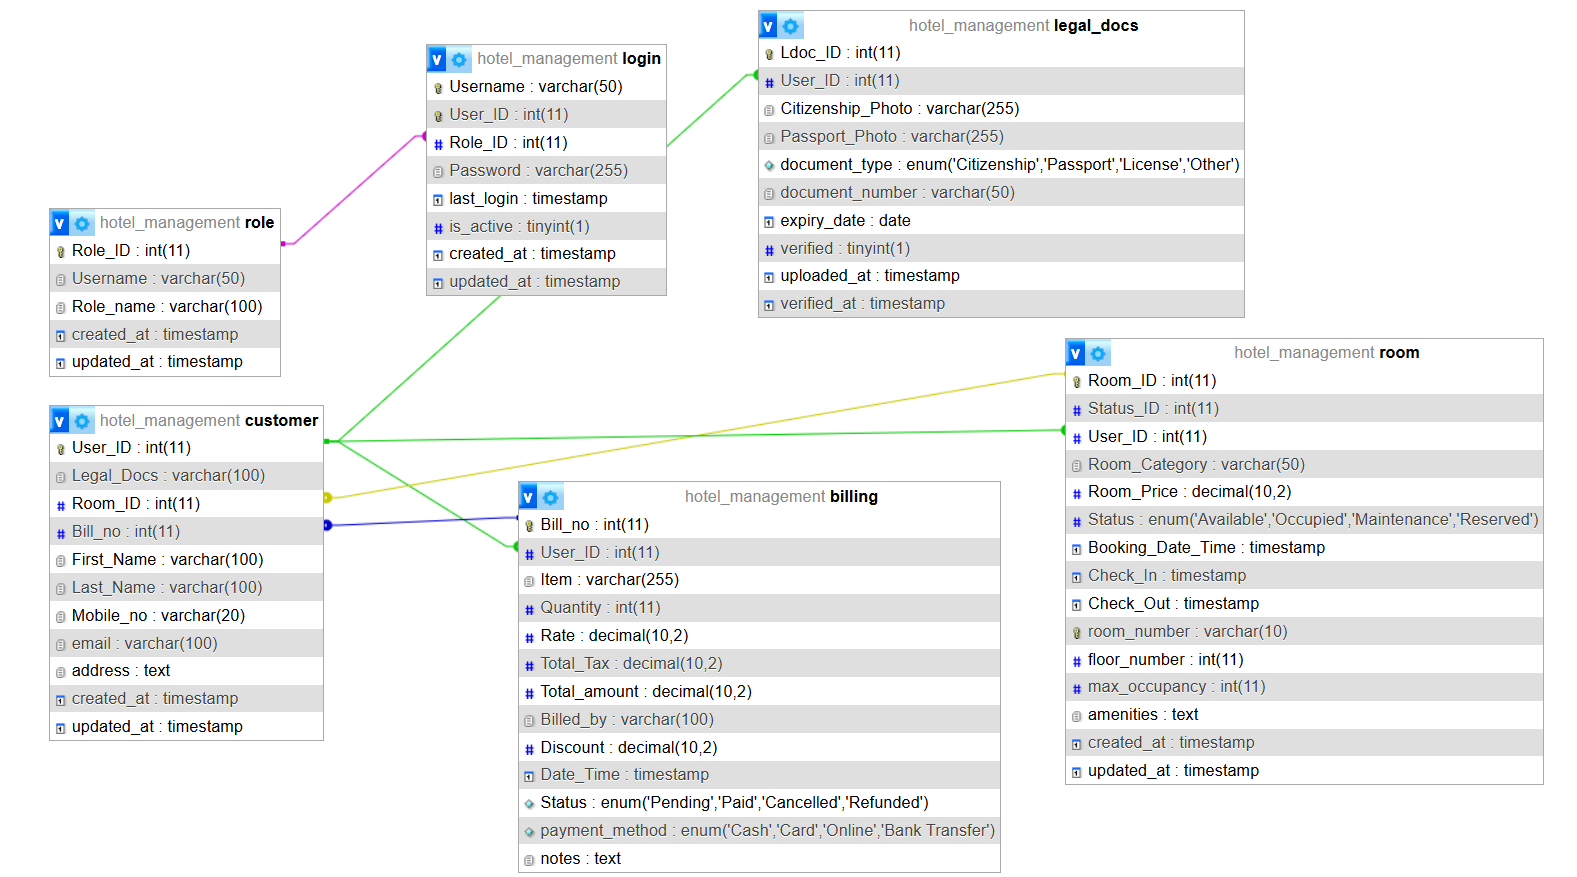 v hotel_management role
Role_ID : int(11)
Username : varchar(50)
Role_name : varchar(100)
created_at : timestamp
updated_at : timestamp
v hotel_management login
Username : varchar(50)
User_ID : int(11)
# Role_ID : int(11)
Password : varchar(255)
last_login : timestamp
# is_active : tinyint(1)
created_at : timestamp
updated_at : timestamp
v hotel_management legal_docs
Ldoc_ID : int(11)
# User_ID : int(11)
Citizenship_Photo : varchar(255)
Passport_Photo : varchar(255)
document_type : enum('Citizenship','Passport','License','Other')
document_number : varchar(50)
expiry_date : date
# verified : tinyint(1)
uploaded_at : timestamp
verified_at : timestamp
v hotel_management customer
User_ID : int(11)
Legal_Docs : varchar(100)
# Room_ID : int(11)
# Bill_no : int(11)
First_Name : varchar(100)
Last_Name : varchar(100)
Mobile_no : varchar(20)
email : varchar(100)
address : text
created_at : timestamp
updated_at : timestamp
v hotel_management billing
Bill_no : int(11)
# User_ID : int(11)
Item : varchar(255)
# Quantity : int(11)
# Rate : decimal(10,2)
# Total_Tax : decimal(10,2)
# Total_amount : decimal(10,2)
Billed_by : varchar(100)
# Discount : decimal(10,2)
Date_Time : timestamp
Status : enum('Pending','Paid','Cancelled','Refunded')
payment_method : enum('Cash','Card','Online','Bank Transfer')
notes : text
v hotel_management room
Room_ID : int(11)
# Status_ID : int(11)
# User_ID : int(11)
Room_Category : varchar(50)
# Room_Price : decimal(10,2)
# Status : enum('Available','Occupied','Maintenance','Reserved')
Booking_Date_Time : timestamp
Check_In : timestamp
Check_Out : timestamp
room_number : varchar(10)
# floor_number : int(11)
# max_occupancy : int(11)
amenities : text
created_at : timestamp
updated_at : timestamp